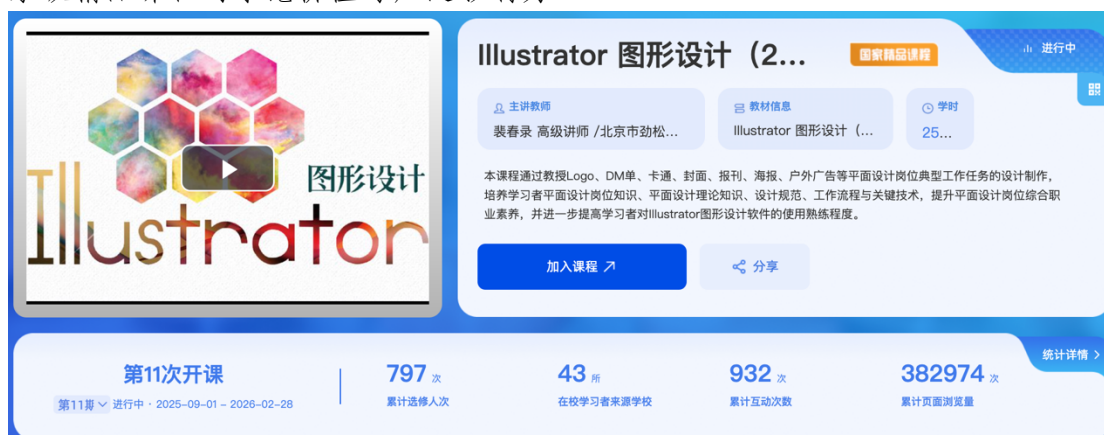 Illustrator
图形设计
Illustrator 图形设计（2...
国家精品课程
进行中
主讲教师
裴春录 高级讲师 /北京市劲松...
教材信息
Illustrator 图形设计（...
学时
25...
本课程通过教授Logo、DM单、卡通、封面、报刊、海报、户外广告等平面设计岗位典型工作任务的设计制作，
培养学习者平面设计岗位知识、平面设计理论知识、设计规范、工作流程与关键技术，提升平面设计岗位综合职
业素养，并进一步提高学习者对Illustrator图形设计软件的使用熟练程度。
加入课程
分享
统计详情
第11次开课
第11期 进行中 · 2025-09-01 - 2026-02-28
797 次
累计选修人次
43 所
在校学习者来源学校
932 次
累计互动次数
382974 次
累计页面浏览量